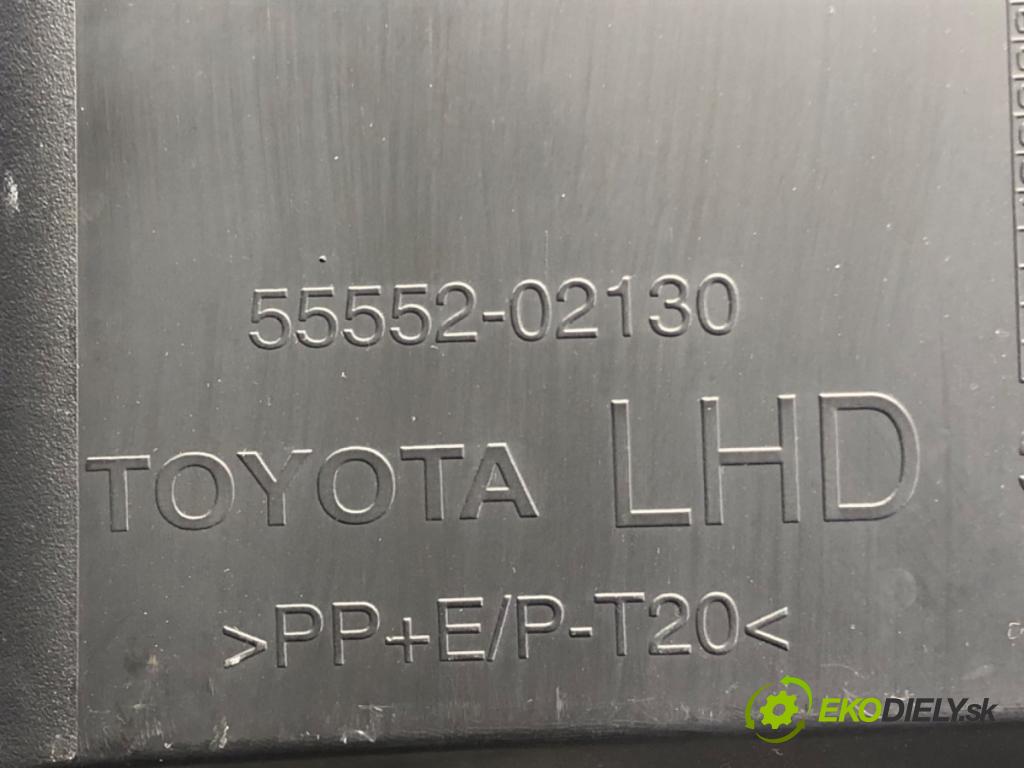 55552-02130
TOYOTA LHD
>PP+E/P-T20<
EKODIELY.sk